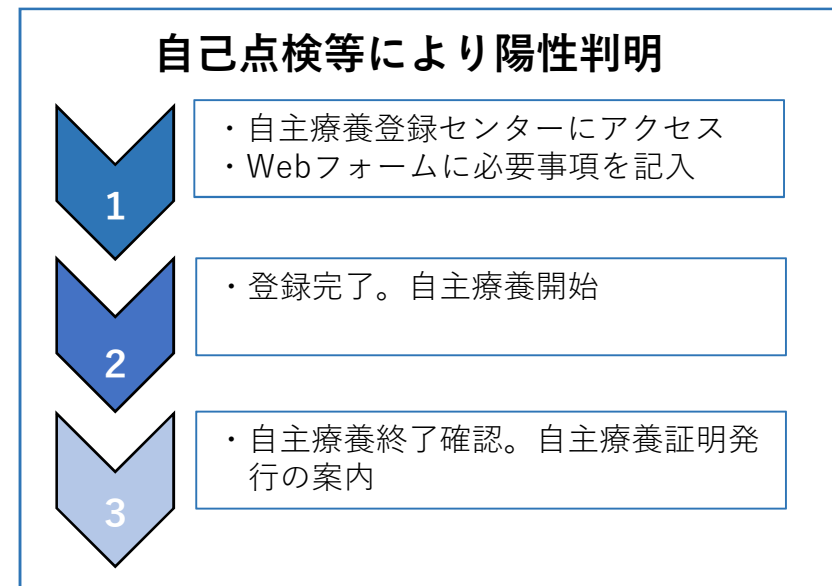 自己点検等により陽性判明
・自主療養登録センターにアクセス
・Webフォームに必要事項を記入
1
・登録完了。自主療養開始
2
・自主療養終了確認。自主療養証明発
行の案内
3